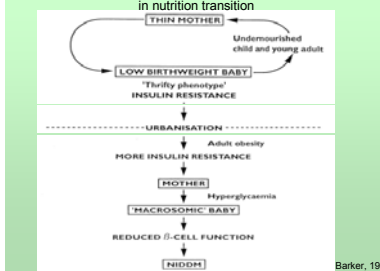 in nutrition transition
THIN MOTHER
Undernourished
child and young adult
LOW BIRTHWEIGHT BABY
'Thrifty phenotype'
INSULIN RESISTANCE
URBANISATION
Adult obesity
MORE INSULIN RESISTANCE
MOTHER
Hyperglycaemia
'MACROSOMIC' BABY
REDUCED β-CELL FUNCTION
NIDDM
Barker, 19